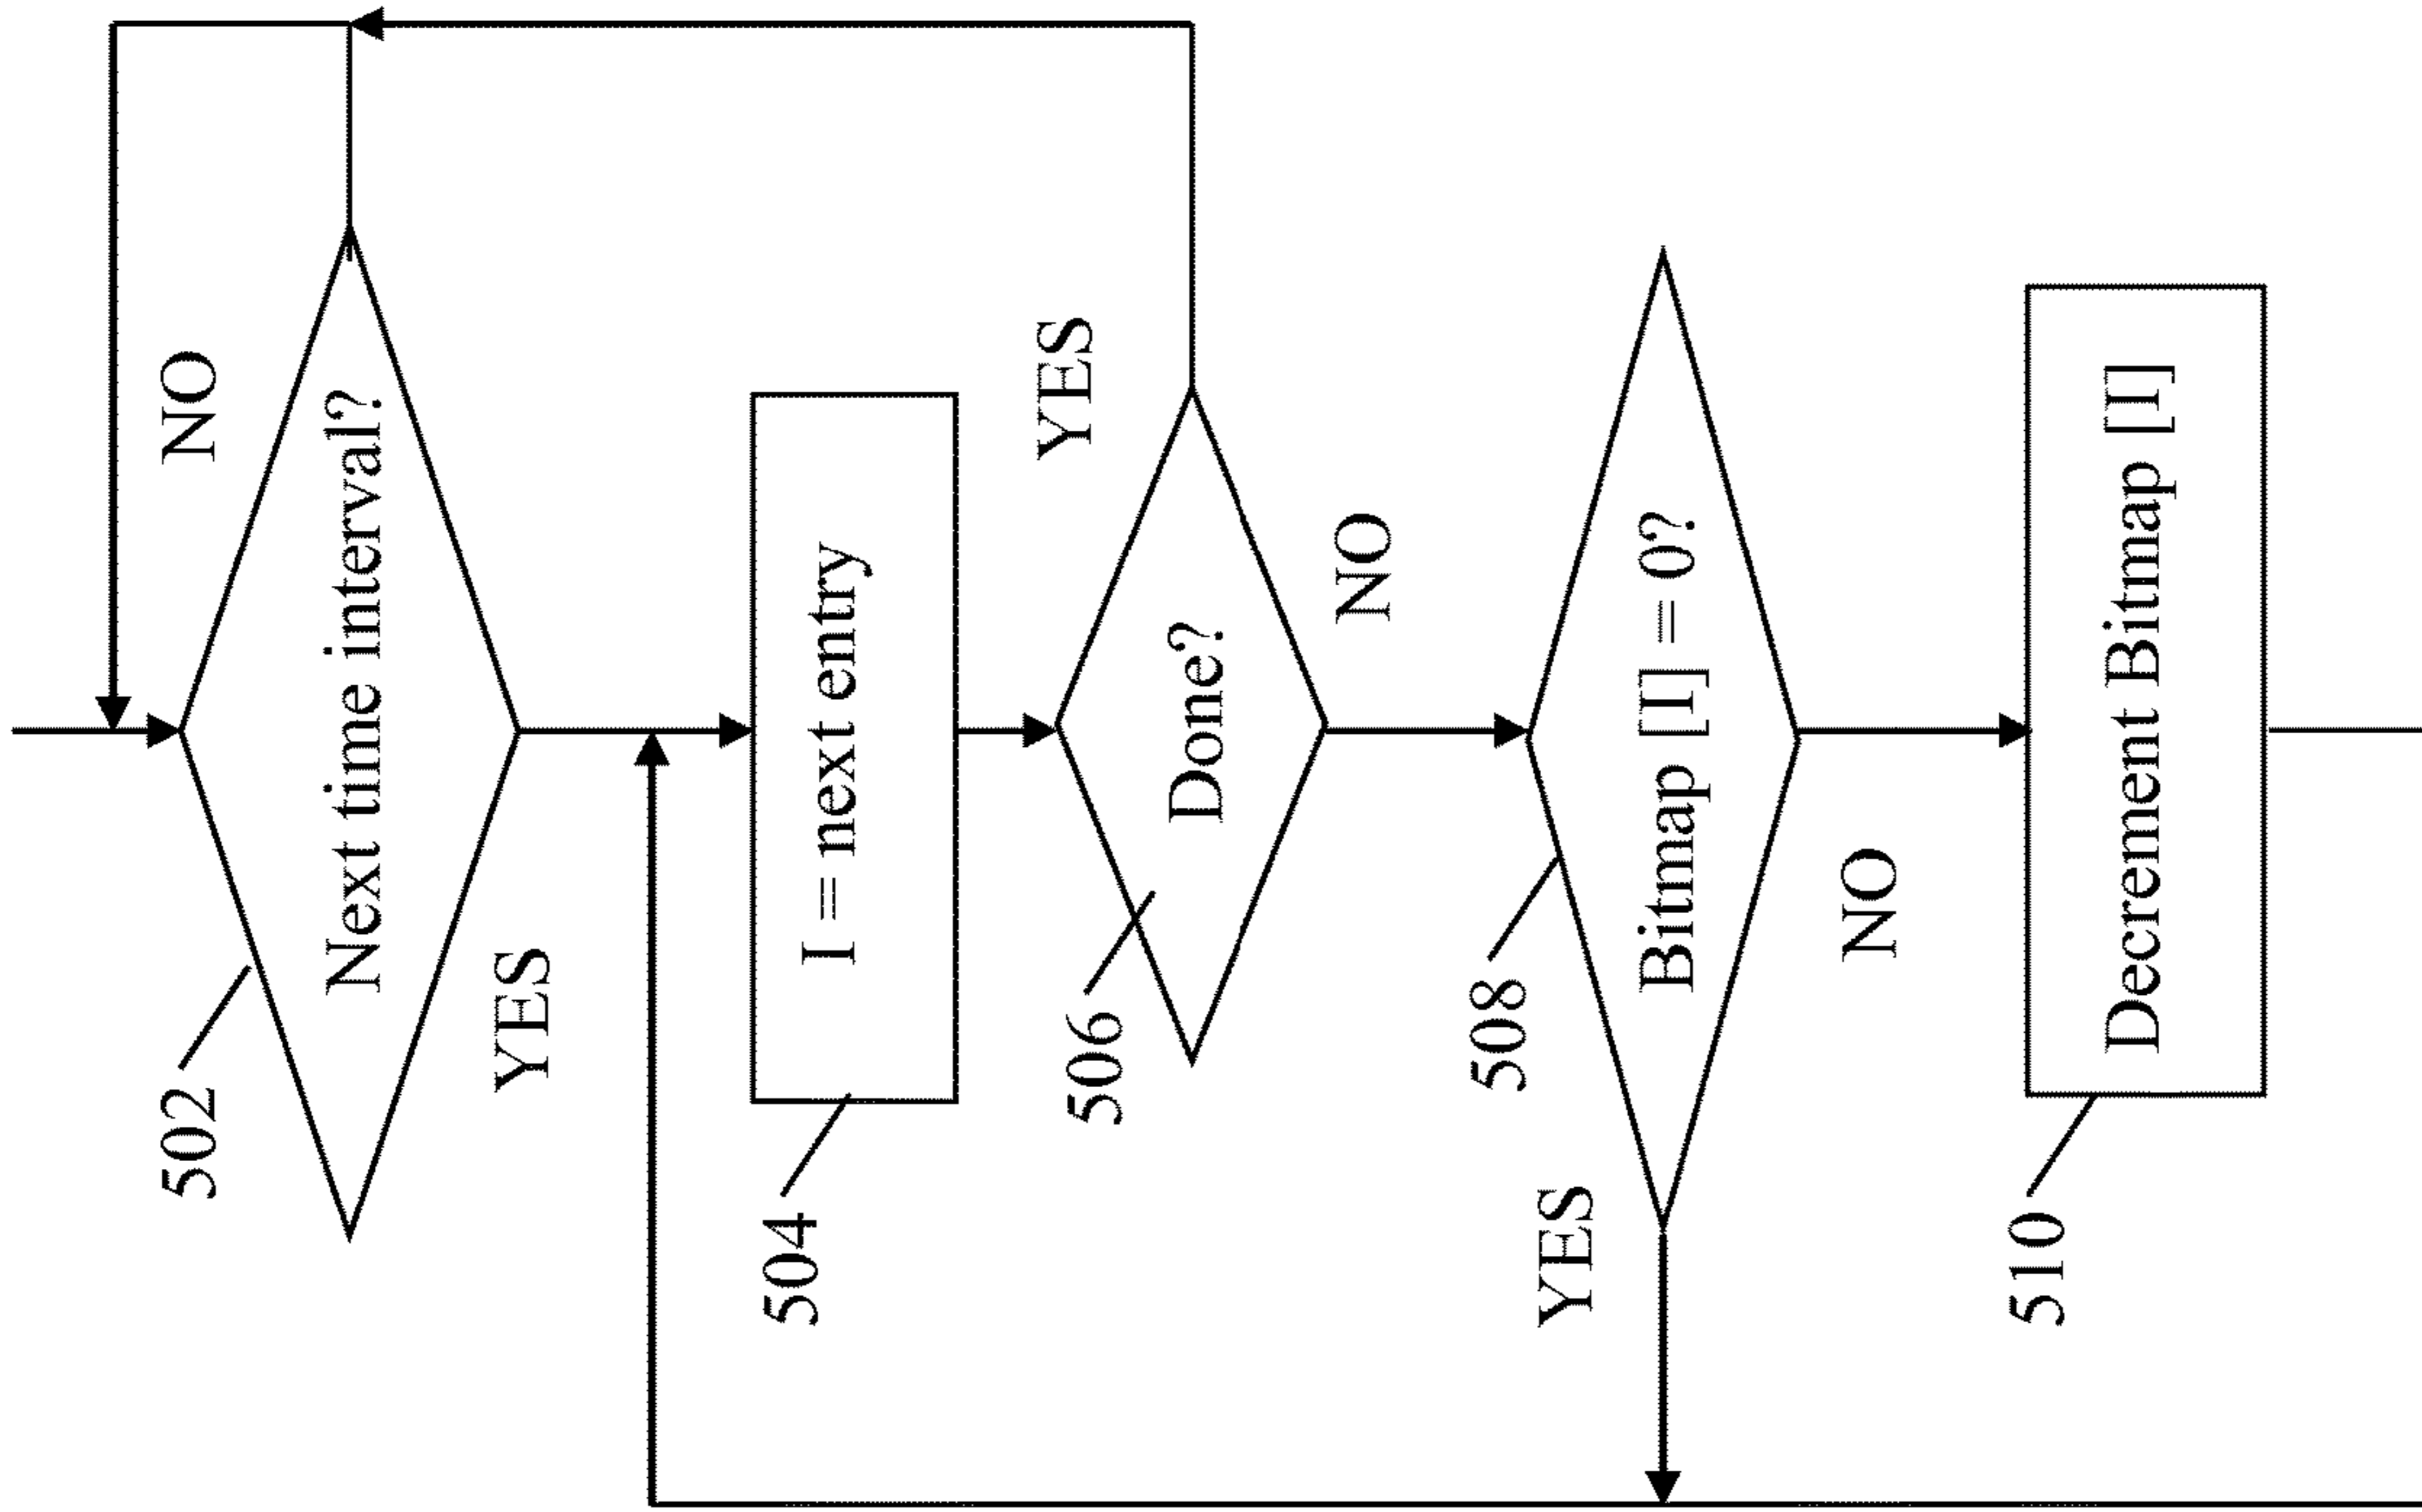 NO
502
Next time interval?
YES
504
I = next entry
YES
506
Done?
NO
508
Bitmap [I] = 0?
YES
NO
510
Decrement Bitmap [I]